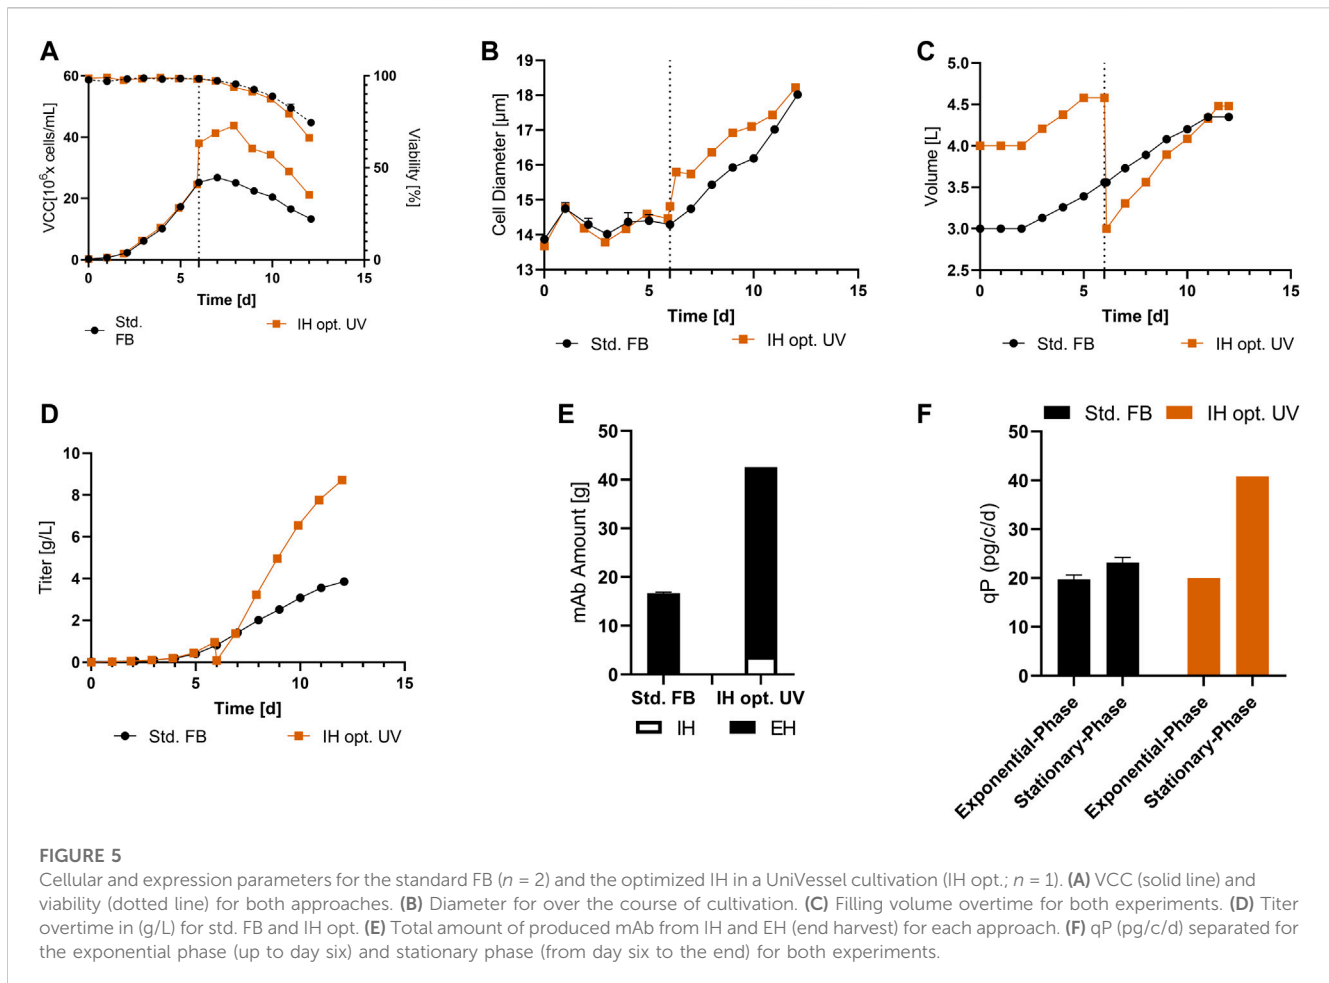 A
60
40
20
0
VCC[10⁶x cells/mL]
100
50
0
Viability [%]
0
5
10
15
Time [d]
Std.
FB
IH opt. UV
B
19
18
17
16
15
14
13
Cell Diameter [µm]
0
5
10
15
Time [d]
Std. FB
IH opt. UV
C
5.0
4.5
4.0
3.5
3.0
2.5
Volume [L]
0
5
10
15
Time [d]
Std. FB
IH opt. UV
D
10
8
6
4
2
0
Titer [g/L]
0
5
10
15
Time [d]
Std. FB
IH opt. UV
E
50
40
30
20
10
0
mAb Amount [g]
Std. FB
IH opt. UV
IH
EH
F
Std. FB
IH opt. UV
50
40
30
20
10
0
qP (pg/c/d)
Exponential-Phase
Stationary-Phase
Exponential-Phase
Stationary-Phase
FIGURE 5
Cellular and expression parameters for the standard FB (n = 2) and the optimized IH in a UniVessel cultivation (IH opt.; n = 1). (A) VCC (solid line) and
viability (dotted line) for both approaches. (B) Diameter for over the course of cultivation. (C) Filling volume overtime for both experiments. (D) Titer
overtime in (g/L) for std. FB and IH opt. (E) Total amount of produced mAb from IH and EH (end harvest) for each approach. (F) qP (pg/c/d) separated for
the exponential phase (up to day six) and stationary phase (from day six to the end) for both experiments.